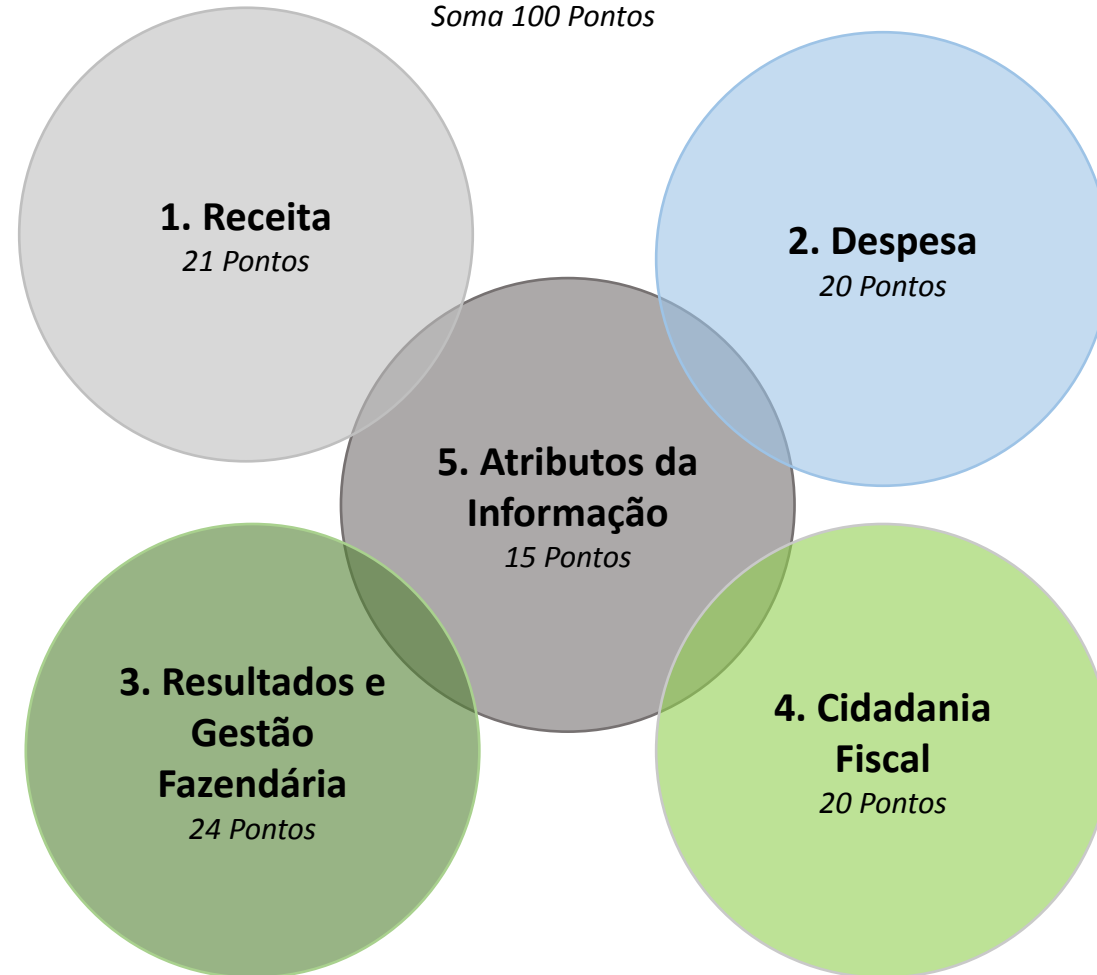 Soma 100 Pontos
1. Receita
21 Pontos
2. Despesa
20 Pontos
5. Atributos da
Informação
15 Pontos
3. Resultados e
Gestão
Fazendária
24 Pontos
4. Cidadania
Fiscal
20 Pontos